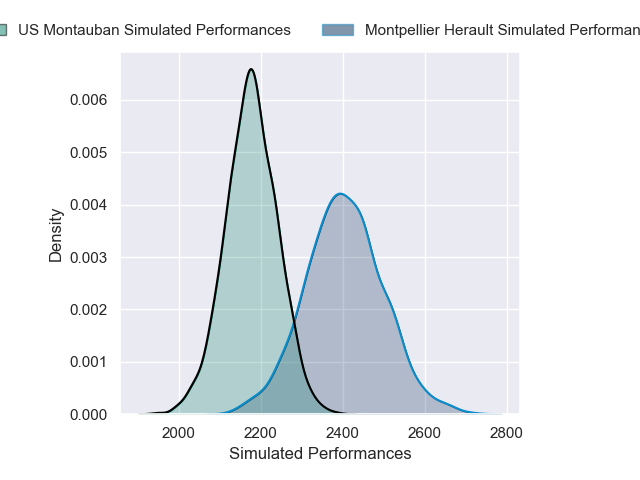 US Montauban Simulated Performances Montpellier Herault Simulated
0.006
0.005
0.004
0.003
0.002
0.001
0.000
Density
2000 2200 2400 2600 2800
Simulated Performances